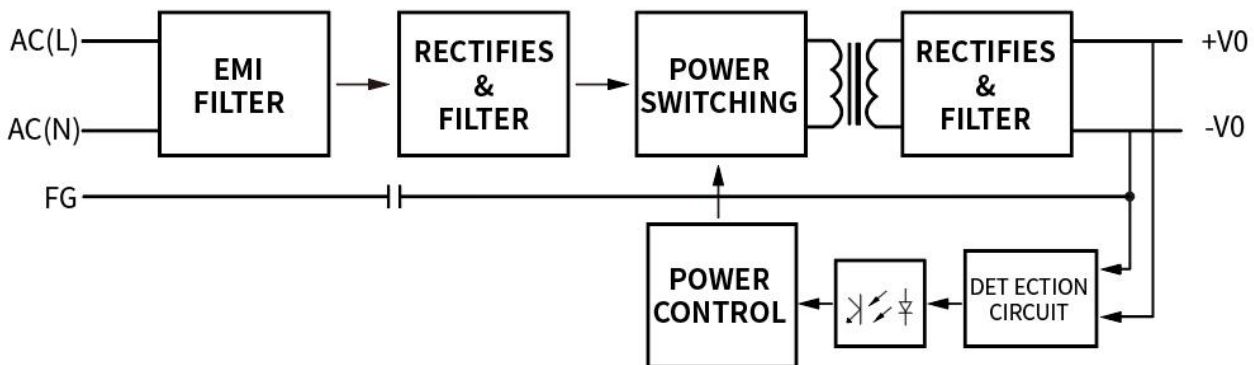 AC(L)
AC(N)
FG
EMI
FILTER
RECTIFIES
&
FILTER
POWER
SWITCHING
RECTIFIES
&
FILTER
+V0
-V0
POWER
CONTROL
DET ECTION
CIRCUIT